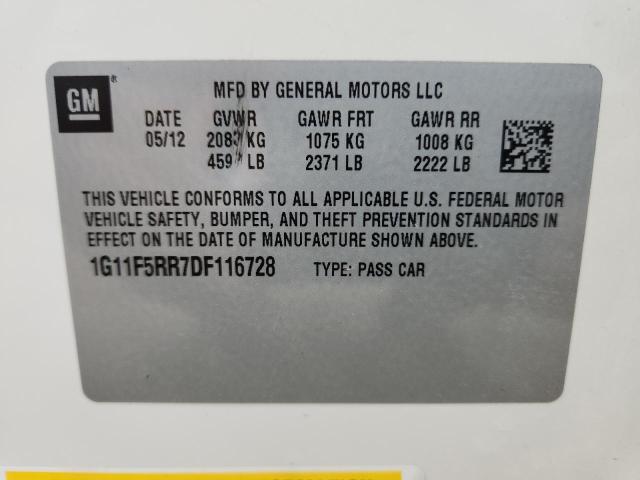 GM
MFD BY GENERAL MOTORS LLC
DATE GVWR GAWR FRT GAWR RR
05/12 2083 KG 1075 KG 1008 KG
LB 2371 LB 2222 LB
THIS VEHICLE CONFORMS TO ALL APPLICABLE U.S. FEDERAL MOTOR
VEHICLE SAFETY, BUMPER, AND THEFT PREVENTION STANDARDS IN
EFFECT ON THE DATE OF MANUFACTURE SHOWN ABOVE.
1G11F5RR7DF116728 TYPE: PASS CAR